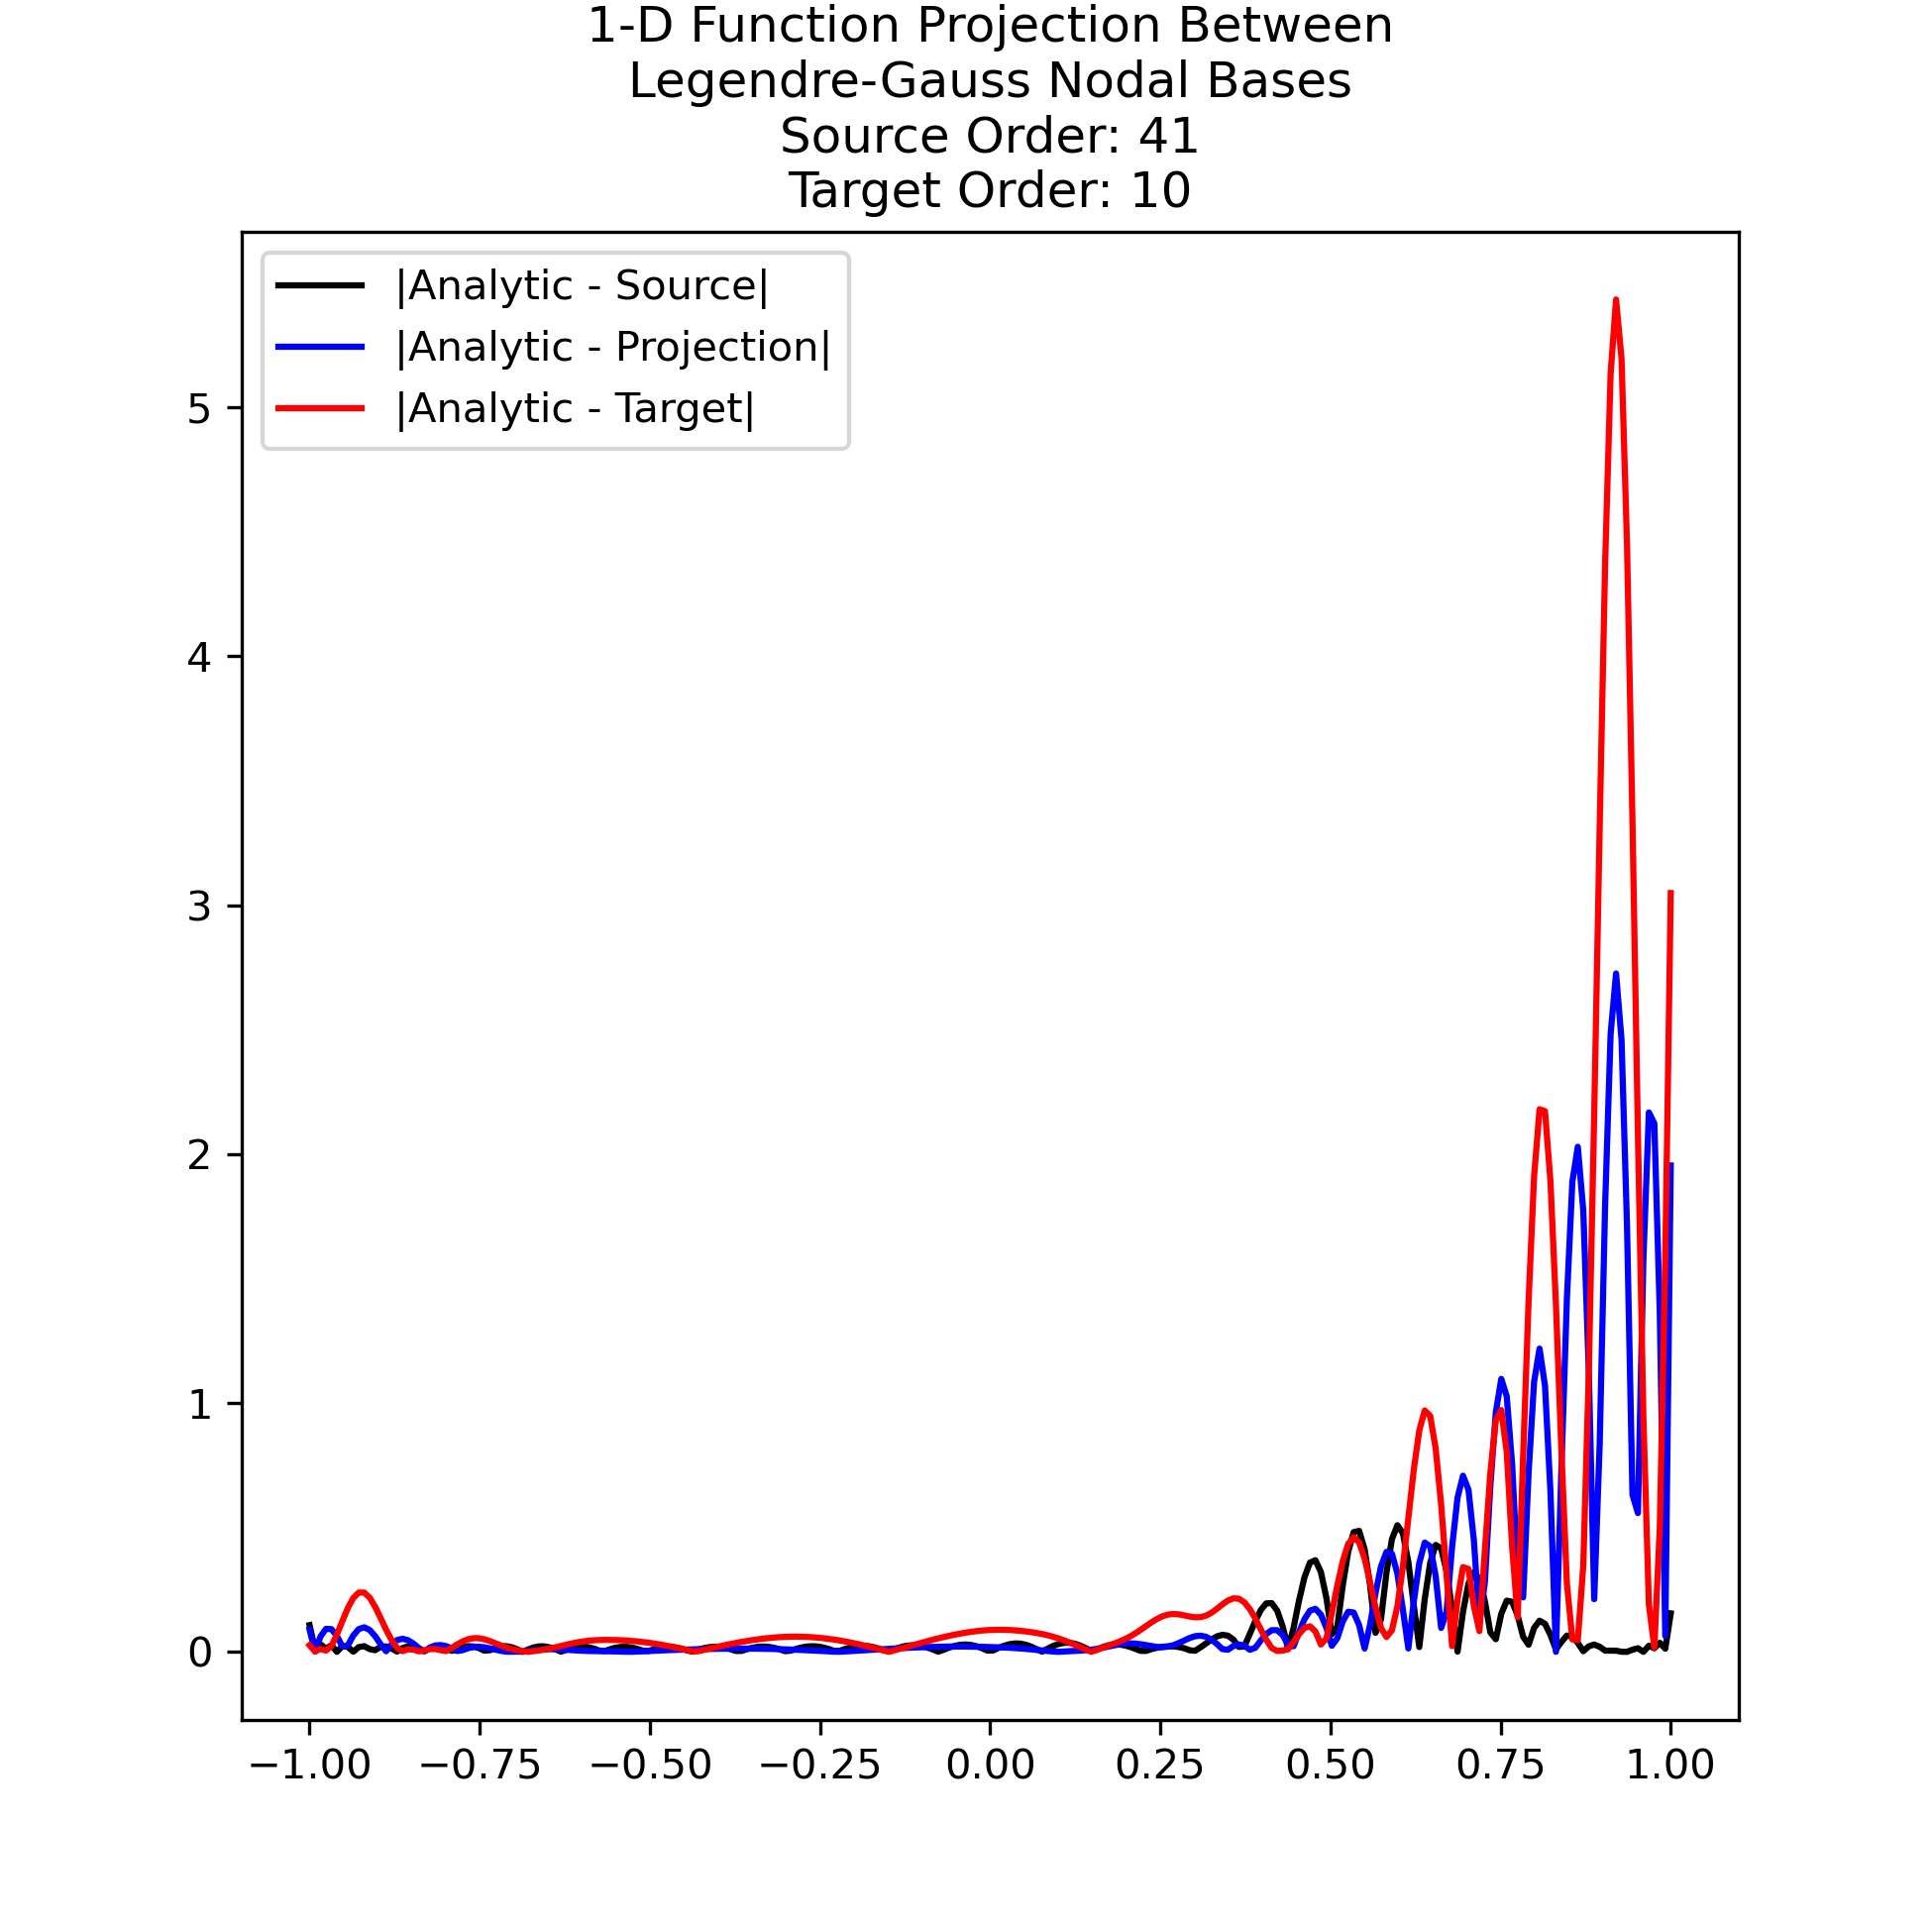 1-D Function Projection Between
Legendre-Gauss Nodal Bases
Source Order: 41
Target Order: 10
|Analytic - Source|
|Analytic - Projection|
|Analytic - Target|
5
4
3
2
1
0
−1.00 −0.75 −0.50 −0.25 0.00 0.25 0.50 0.75 1.00